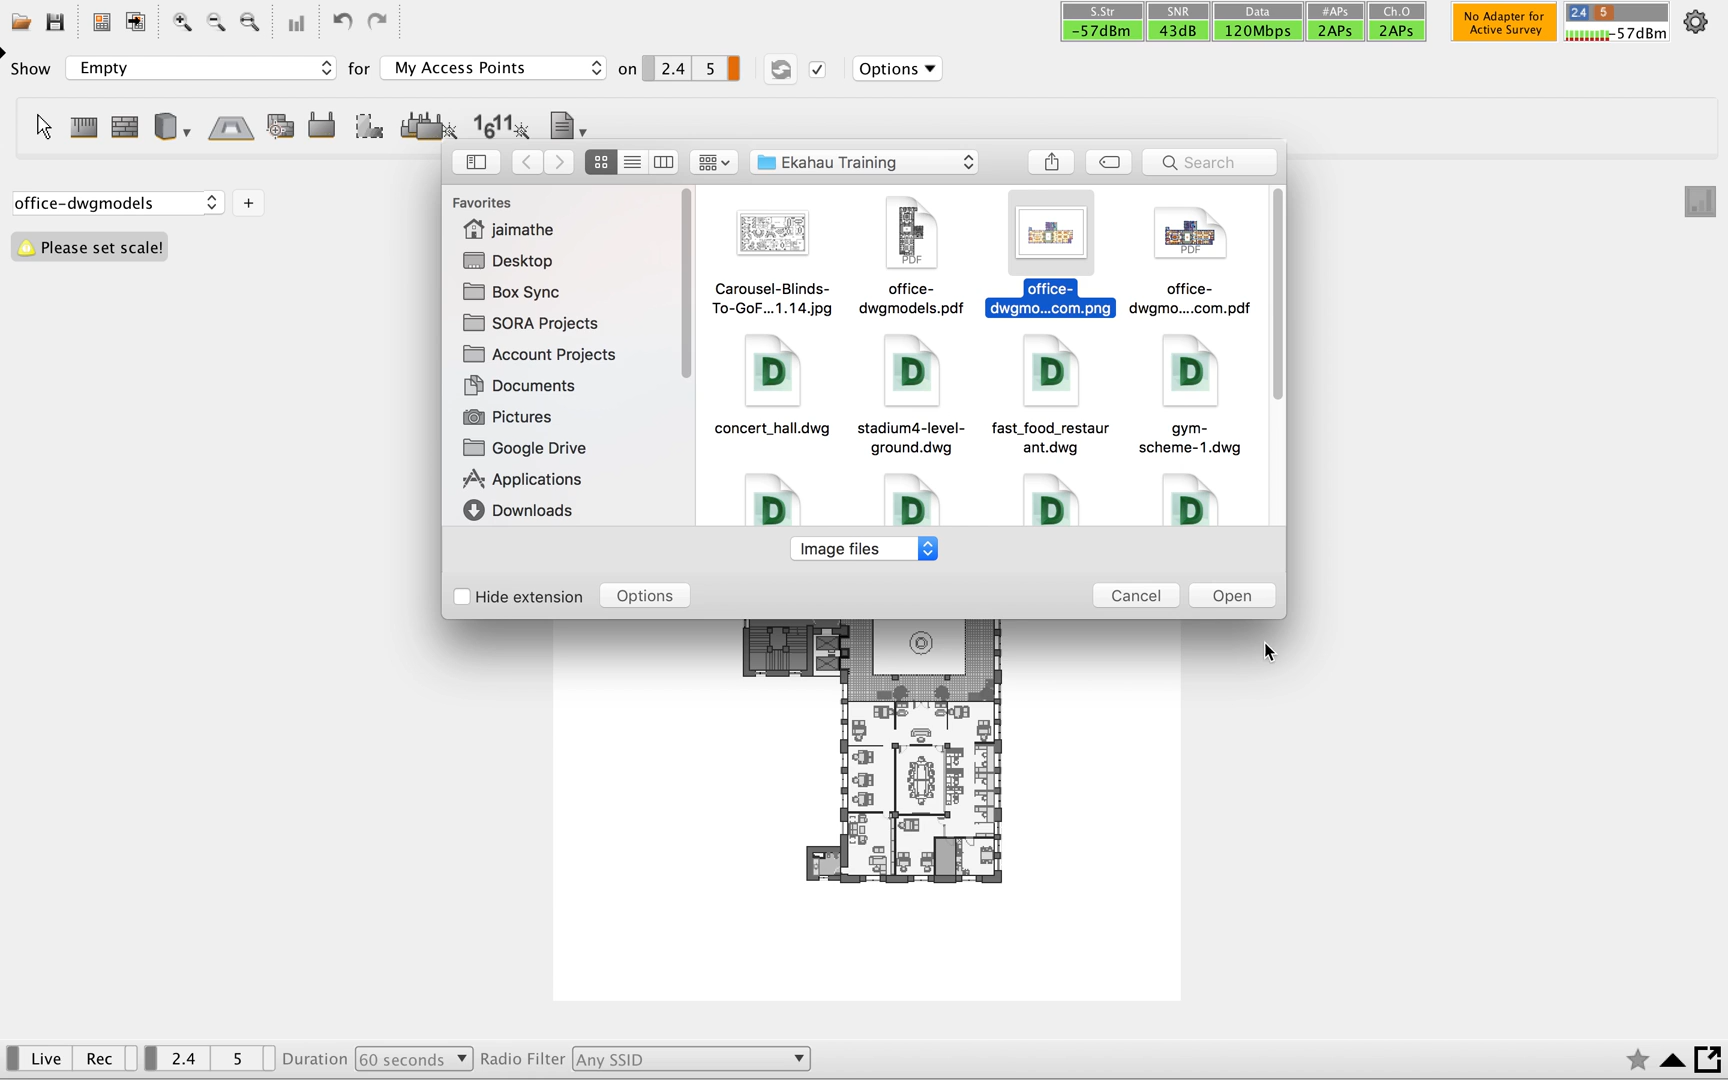 S.Str
SNR
Data
#APs
Ch.O
-57dBm
43dB
120Mbps
2APs
2APs
No Adapter for
Active Survey
2.4 5
-57dBm
Show
Empty
for
My Access Points
on
2.4
5
Options
1611
office-dwgmodels
+
Please set scale!
Ekahau Training
Search
Favorites
jaimathe
Desktop
Box Sync
SORA Projects
Account Projects
Documents
Pictures
Google Drive
Applications
Downloads
PDF
PDF
Carousel-Blinds-
To-GoF...1.14.jpg
office-
dwgmodels.pdf
office-
dwgmo...com.png
office-
dwgmo....com.pdf
D
D
D
D
concert_hall.dwg
stadium4-level-
ground.dwg
fast_food_restaur
ant.dwg
gym-
scheme-1.dwg
D
D
D
D
Image files
Hide extension
Options
Cancel
Open
Live
Rec
2.4
5
Duration
60 seconds
Radio Filter
Any SSID